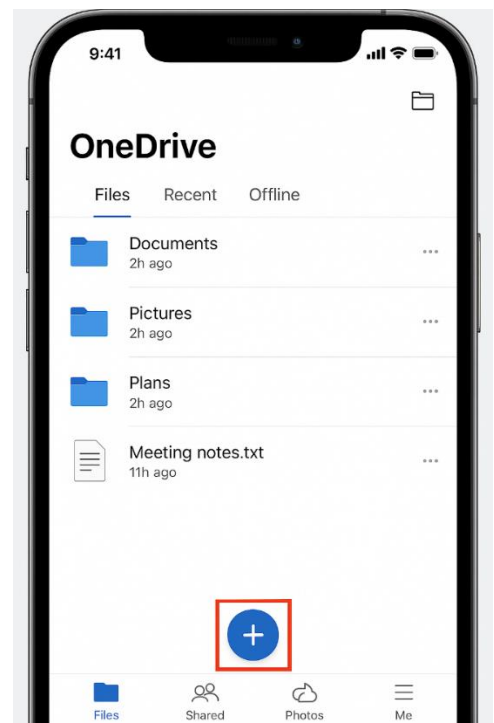 9:41
OneDrive
Files Recent Offline
Documents
2h ago
Pictures
2h ago
Plans
2h ago
Meeting notes.txt
11h ago
Files Shared Photos Me